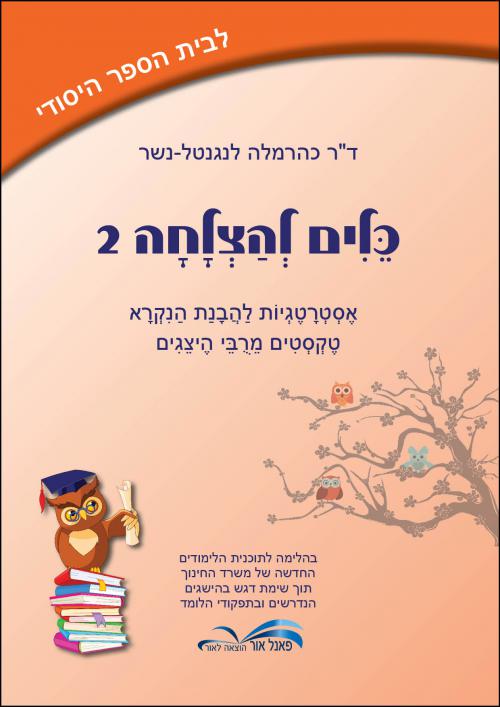 לבית הספר היסודי
ד"ר כהרמלה לנגנטל-נשר
כֵּלִים לְהַצְלָחָה 2
אֶסְטְרָטֶגְיוֹת לַהֲבָנַת הַנִּקְרָא
טֶקְסְטִים מֵרֻבֵּי הֶיצֵגִים
בהלימה לתוכנית הלימודים
החדשה של משרד החינוך
תוך שימת דגש בהישגים
הנדרשים ובתפקודי הלומד
פאנל אור הוצאה לאור